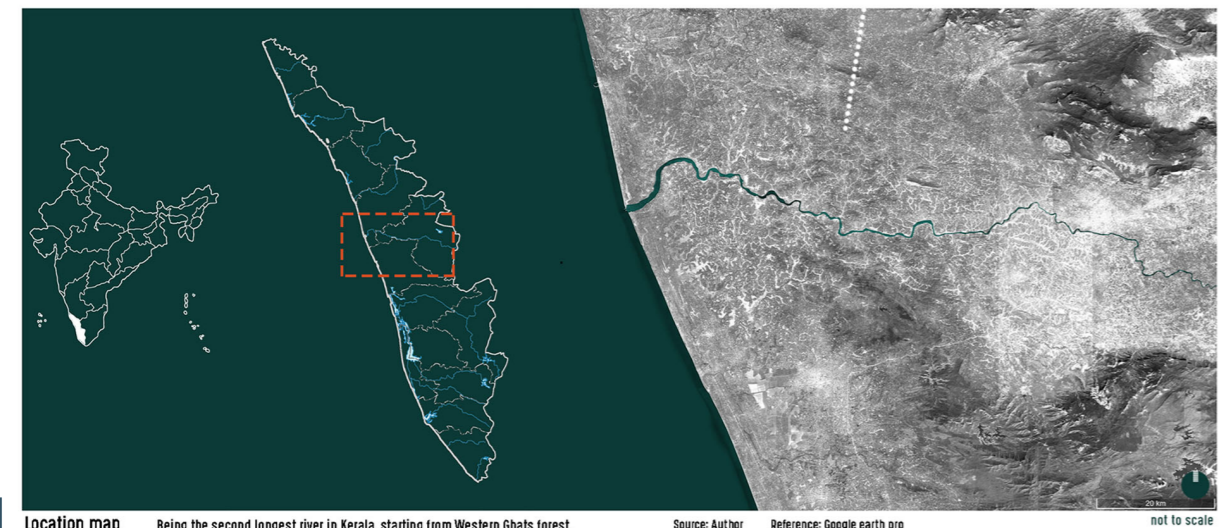 20 km
Location map Being the second longest river in Kerala, starting from Western Ghats forest Source: Author Reference: Google earth pro not to scale